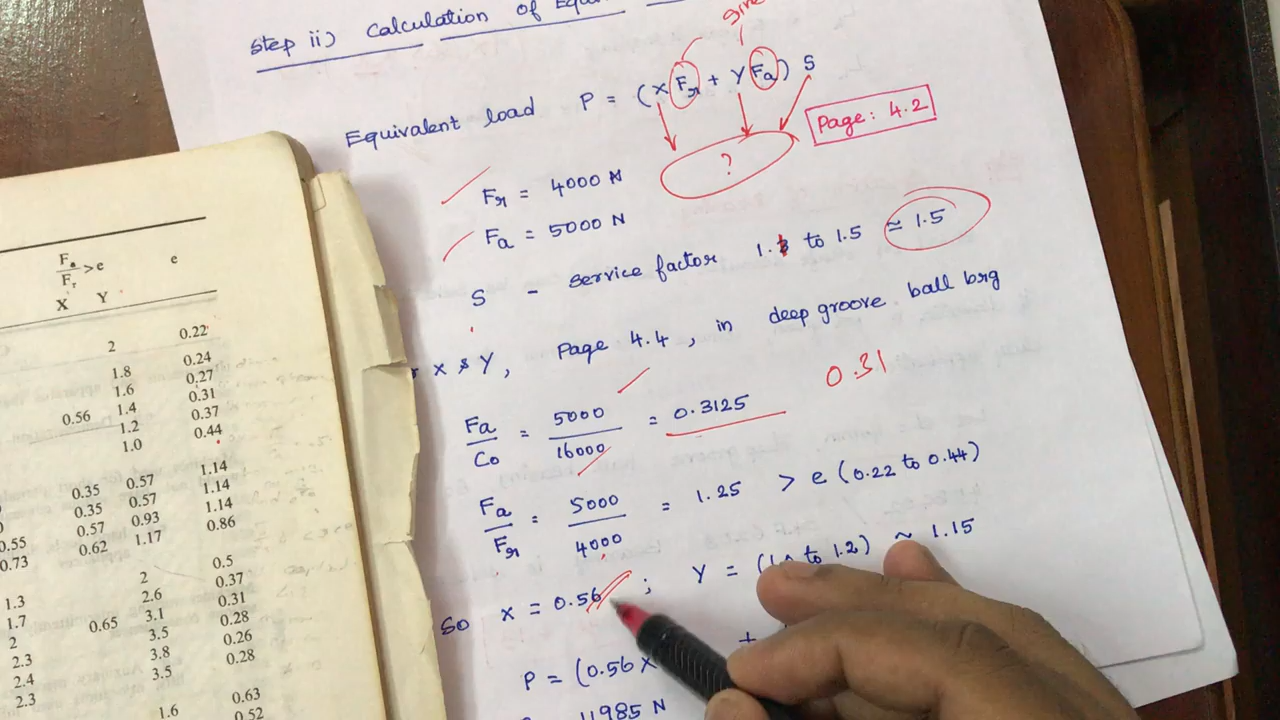 Step ii) Calculation of
Equivalent load P = (X Fr + Y Fa) S
?
Page: 4.2
Fr = 4000 N
Fa = 5000 N
S - Service factor 1. to 1.5 ≃ 1.5
X & Y, Page 4.4, in deep groove ball brg
Fa/Co = 5000/16000 = 0.3125
0.31
Fa/Fr = 5000/4000 = 1.25 > e (0.22 to 0.44)
So X = 0.56 ; Y = ( to 1.2) ≈ 1.15
P = (0.56 X +
11985 N
Fa/Fr > e e
X Y
2 0.22
1.8 0.24
1.6 0.27
0.56 1.4 0.31
1.2 0.37
1.0 0.44
0.35 0.57 1.14
0.35 0.57 1.14
0.55 0.57 0.93 1.14
0.73 0.62 1.17 0.86
2 0.5
1.3 2.6 0.37
1.7 0.65 3.1 0.31
2 3.5 0.28
2.3 3.8 0.26
2.4 3.5 0.28
2.3
1.6 0.63
0.52